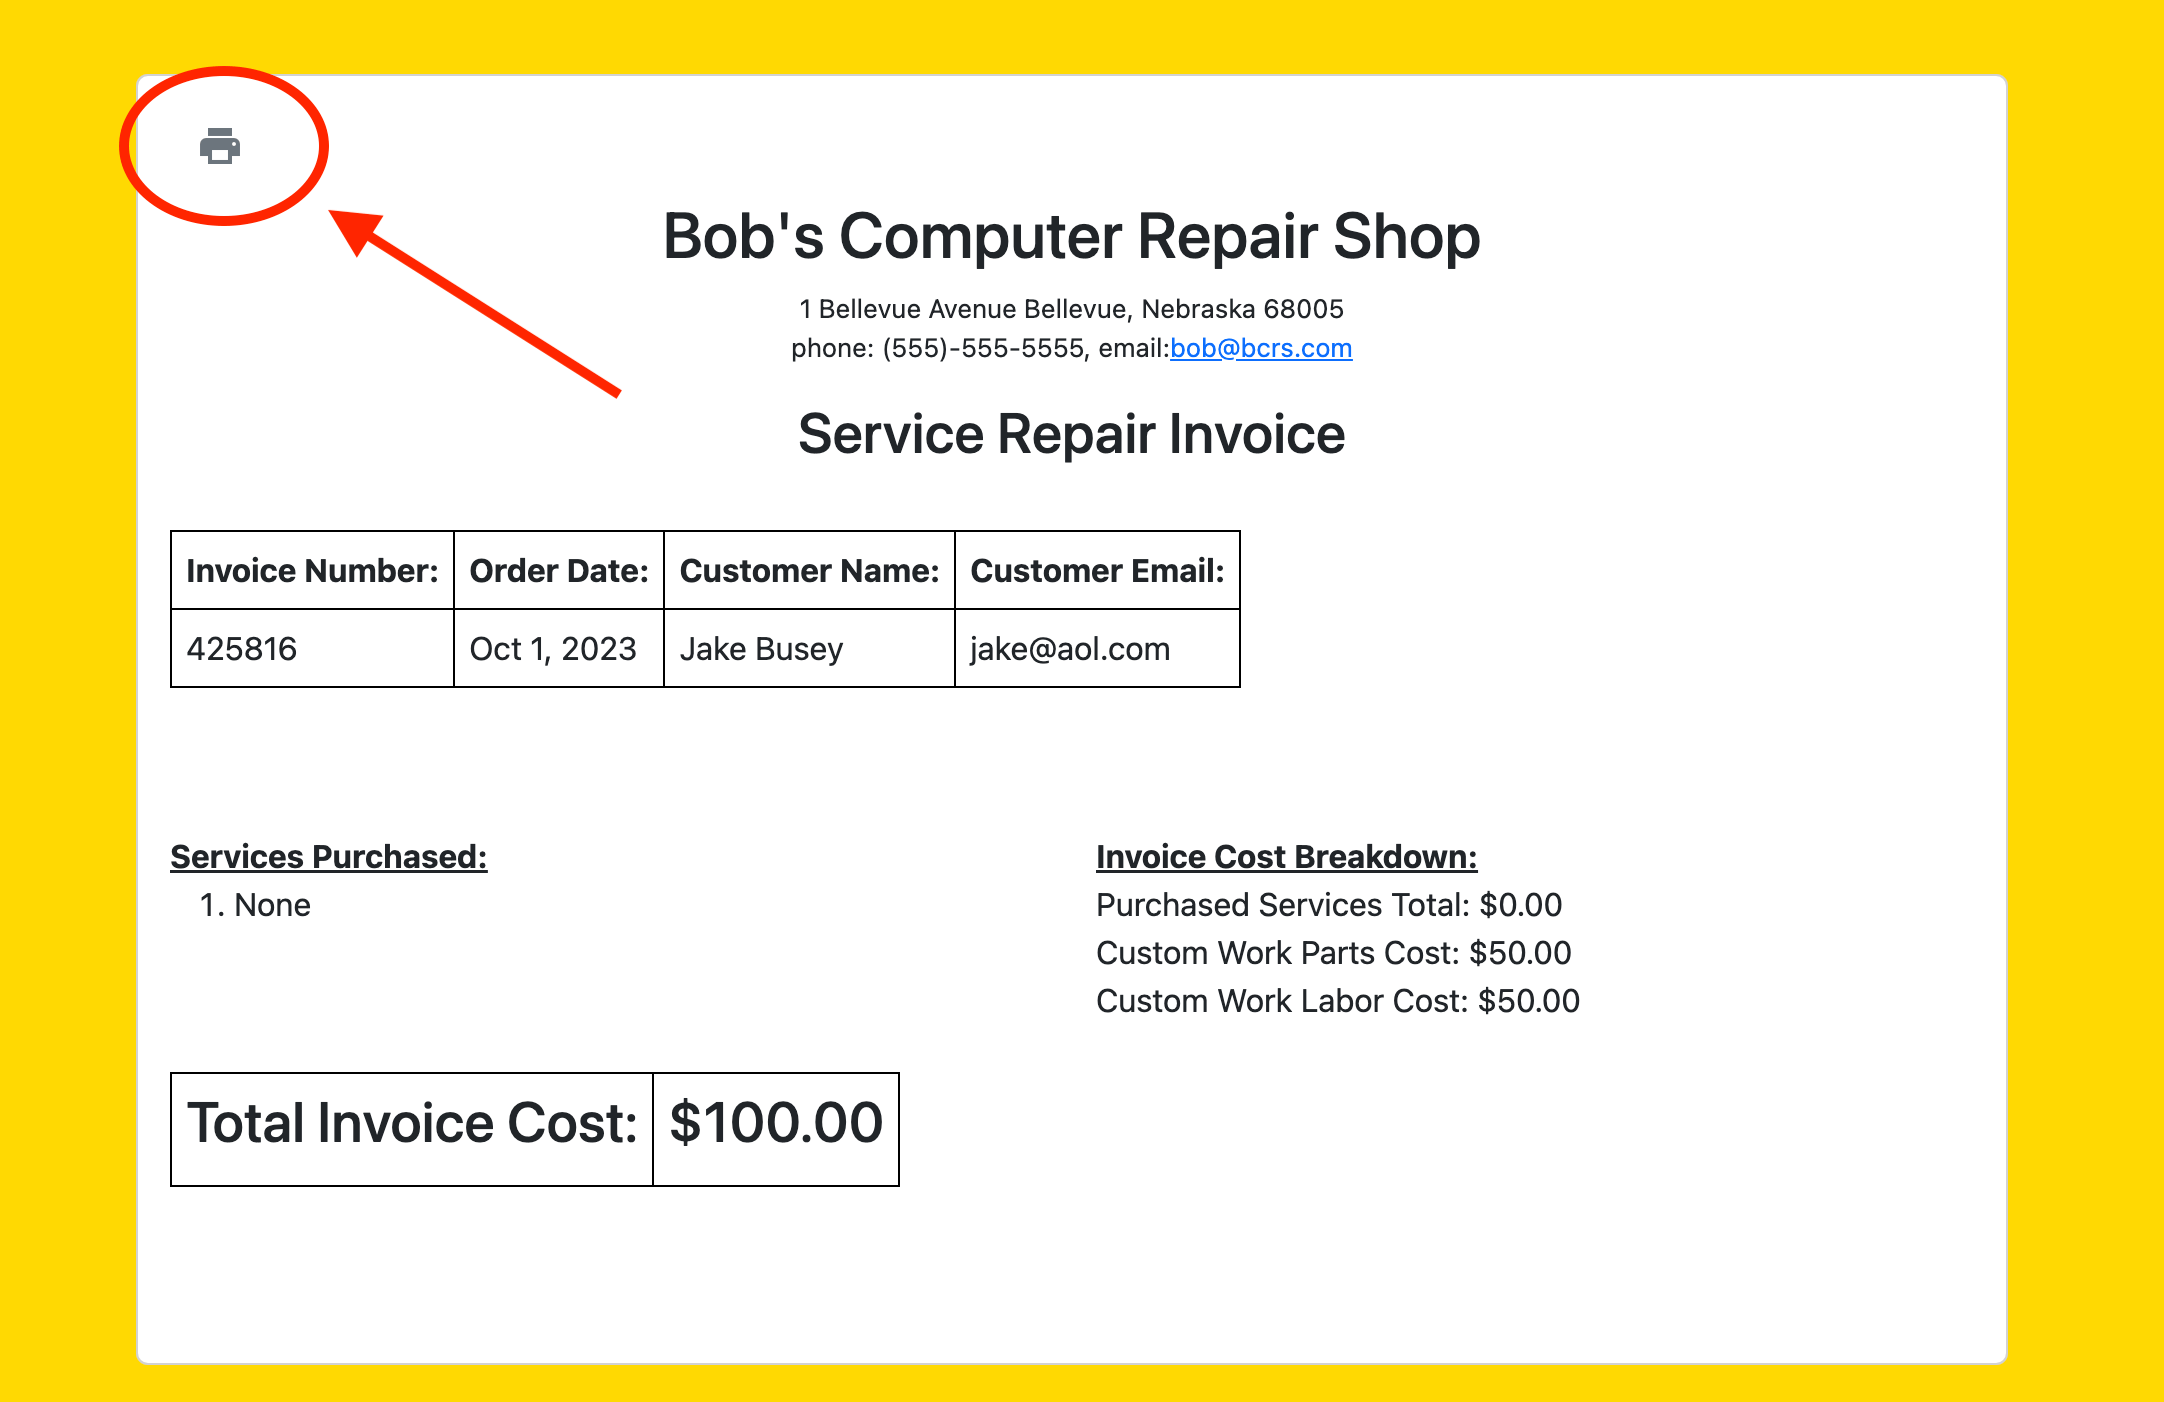 Bob's Computer Repair Shop
1 Bellevue Avenue Bellevue, Nebraska 68005
phone: (555)-555-5555, email:bob@bcrs.com
Service Repair Invoice
Invoice Number: Order Date: Customer Name: Customer Email:
425816 Oct 1, 2023 Jake Busey jake@aol.com
Services Purchased:
1. None
Invoice Cost Breakdown:
Purchased Services Total: $0.00
Custom Work Parts Cost: $50.00
Custom Work Labor Cost: $50.00
Total Invoice Cost: $100.00